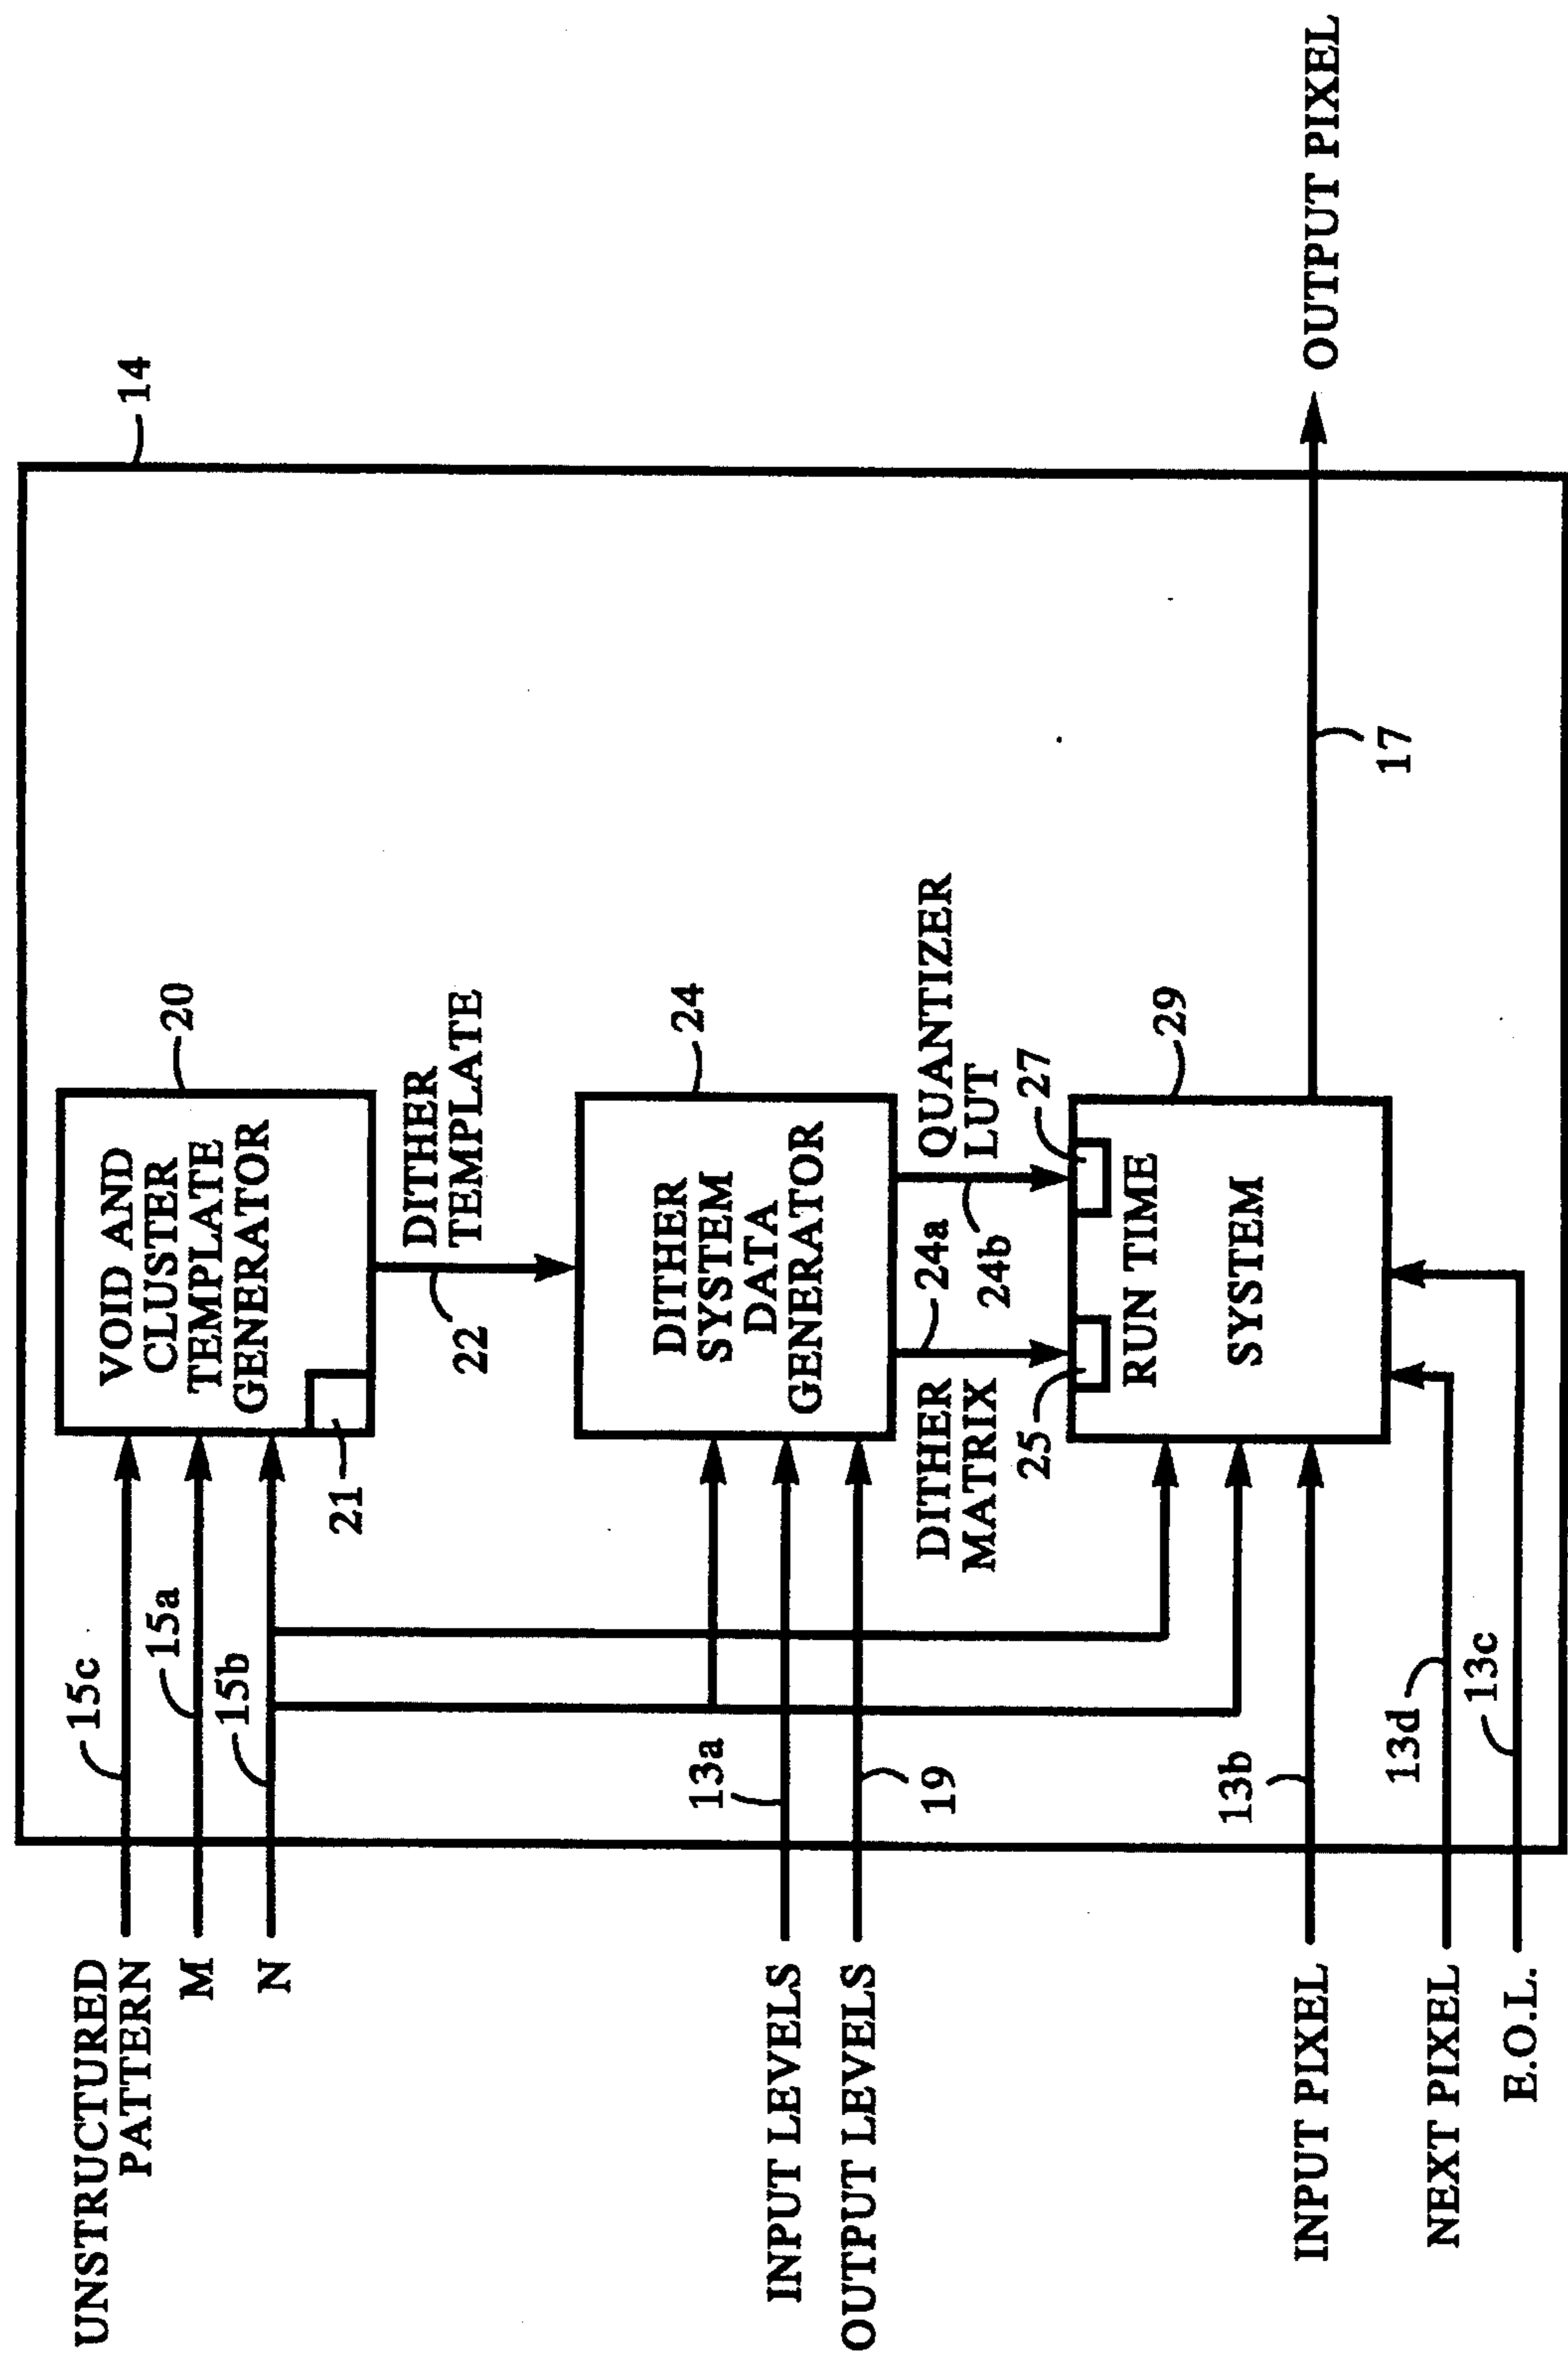 14
UNSTRUCTURED
PATTERN
15c
M
15a
N
15b
VOID AND
CLUSTER
TEMPLATE
GENERATOR
20
21
22
DITHER
TEMPLATE
INPUT LEVELS
13a
OUTPUT LEVELS
19
DITHER
SYSTEM
DATA
GENERATOR
24
DITHER
MATRIX
24a
QUANTIZER
LUT
24b
25
27
RUN TIME
SYSTEM
29
INPUT PIXEL
13b
NEXT PIXEL
13d
E.O.L.
13c
17
OUTPUT PIXEL